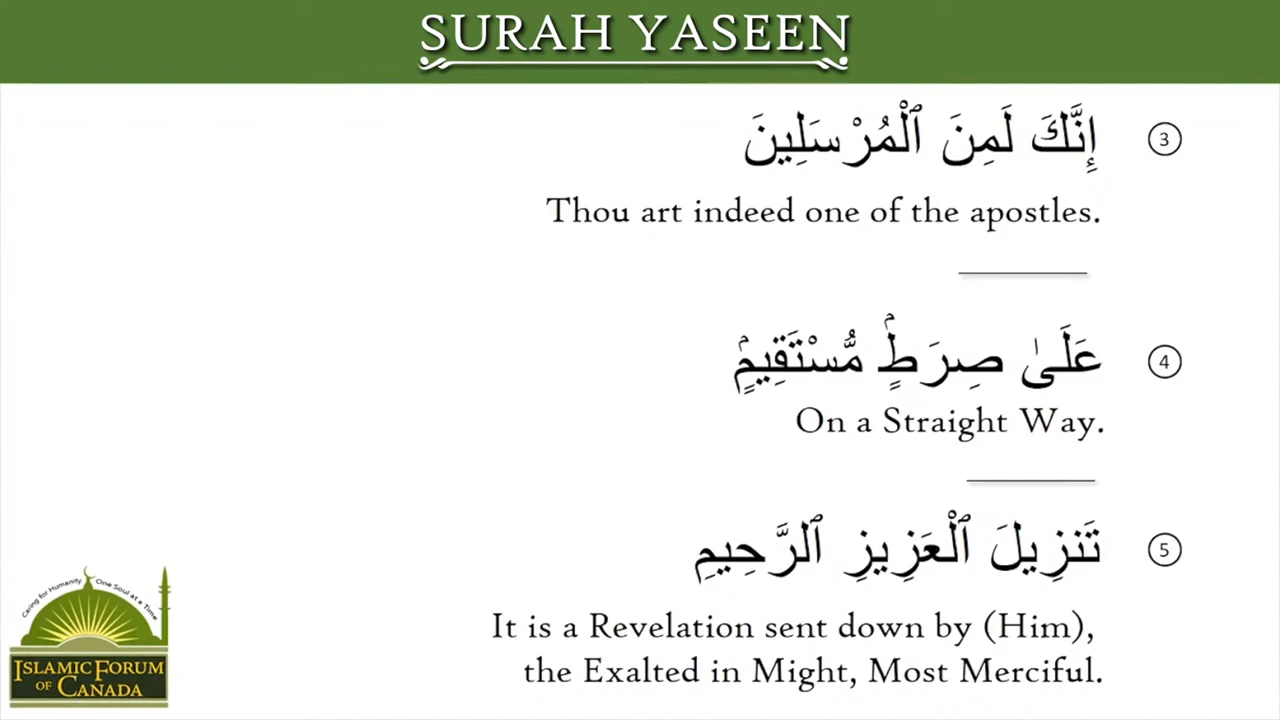 SURAH YASEEN
إِنَّكَ لَمِنَ ٱلْمُرْسَلِينَ ③
Thou art indeed one of the apostles.
عَلَىٰ صِرَطٍۢ مُّسْتَقِيمٍۢ ④
On a Straight Way.
تَنزِيلَ ٱلْعَزِيزِ ٱلرَّحِيمِ ⑤
It is a Revelation sent down by (Him),
the Exalted in Might, Most Merciful.
Caring for Humanity One Soul at a Time
ISLAMIC FORUM
OF CANADA